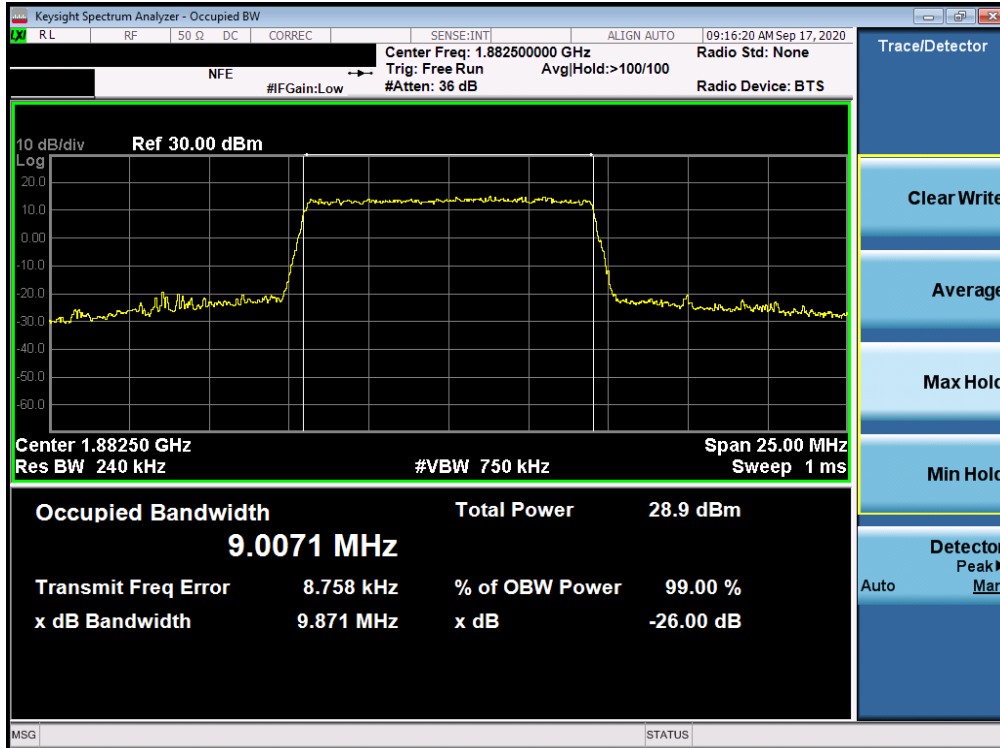 Keysight Spectrum Analyzer - Occupied BW
LXI RL RF 50 Ω DC CORREC SENSE:INT ALIGN AUTO 09:16:20 AM Sep 17, 2020
Center Freq: 1.882500000 GHz Radio Std: None
NFE Trig: Free Run Avg|Hold:>100/100
#IFGain:Low #Atten: 36 dB Radio Device: BTS
10 dB/div Ref 30.00 dBm
Log
20.0
10.0
0.00
-10.0
-20.0
-30.0
-40.0
-50.0
-60.0
Center 1.88250 GHz Span 25.00 MHz
Res BW 240 kHz #VBW 750 kHz Sweep 1 ms
Occupied Bandwidth Total Power 28.9 dBm
9.0071 MHz
Transmit Freq Error 8.758 kHz % of OBW Power 99.00 %
x dB Bandwidth 9.871 MHz x dB -26.00 dB
MSG STATUS
Trace/Detector
Clear Write
Average
Max Hold
Min Hold
Detector
Peak
Auto Man